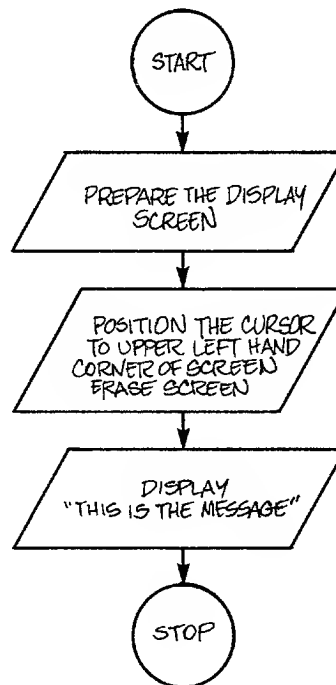 START
PREPARE THE DISPLAY
SCREEN
POSITION THE CURSOR
TO UPPER LEFT HAND
CORNER OF SCREEN
ERASE SCREEN
DISPLAY
"THIS IS THE MESSAGE"
STOP